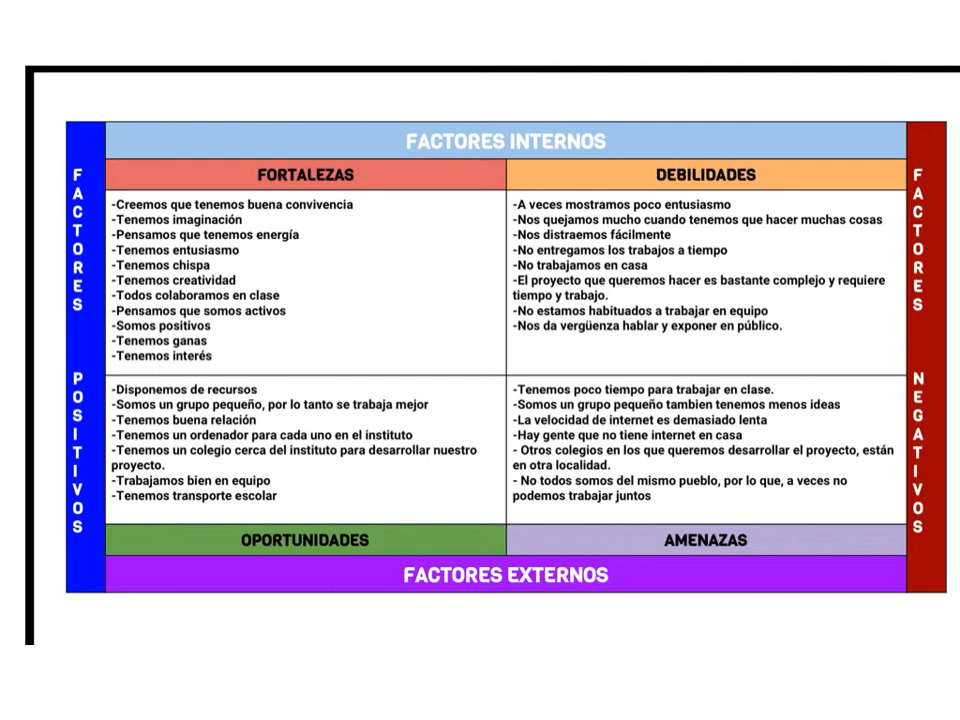 FACTORES INTERNOS
FORTALEZAS
DEBILIDADES
FACTORES POSITIVOS
-Creemos que tenemos buena convivencia
-Tenemos imaginación
-Pensamos que tenemos energía
-Tenemos entusiasmo
-Tenemos chispa
-Tenemos creatividad
-Todos colaboramos en clase
-Pensamos que somos activos
-Somos positivos
-Tenemos ganas
-Tenemos interés
-A veces mostramos poco entusiasmo
-Nos quejamos mucho cuando tenemos que hacer muchas cosas
-Nos distraemos fácilmente
-No entregamos los trabajos a tiempo
-No trabajamos en casa
-El proyecto que queremos hacer es bastante complejo y requiere
tiempo y trabajo.
-No estamos habituados a trabajar en equipo
-Nos da vergüenza hablar y exponer en público.
FACTORES NEGATIVOS
-Disponemos de recursos
-Somos un grupo pequeño, por lo tanto se trabaja mejor
-Tenemos buena relación
-Tenemos un ordenador para cada uno en el instituto
-Tenemos un colegio cerca del instituto para desarrollar nuestro
proyecto.
-Trabajamos bien en equipo
-Tenemos transporte escolar
-Tenemos poco tiempo para trabajar en clase.
-Somos un grupo pequeño tambien tenemos menos ideas
-La velocidad de internet es demasiado lenta
-Hay gente que no tiene internet en casa
- Otros colegios en los que queremos desarrollar el proyecto, están
en otra localidad.
- No todos somos del mismo pueblo, por lo que, a veces no
podemos trabajar juntos
OPORTUNIDADES
AMENAZAS
FACTORES EXTERNOS